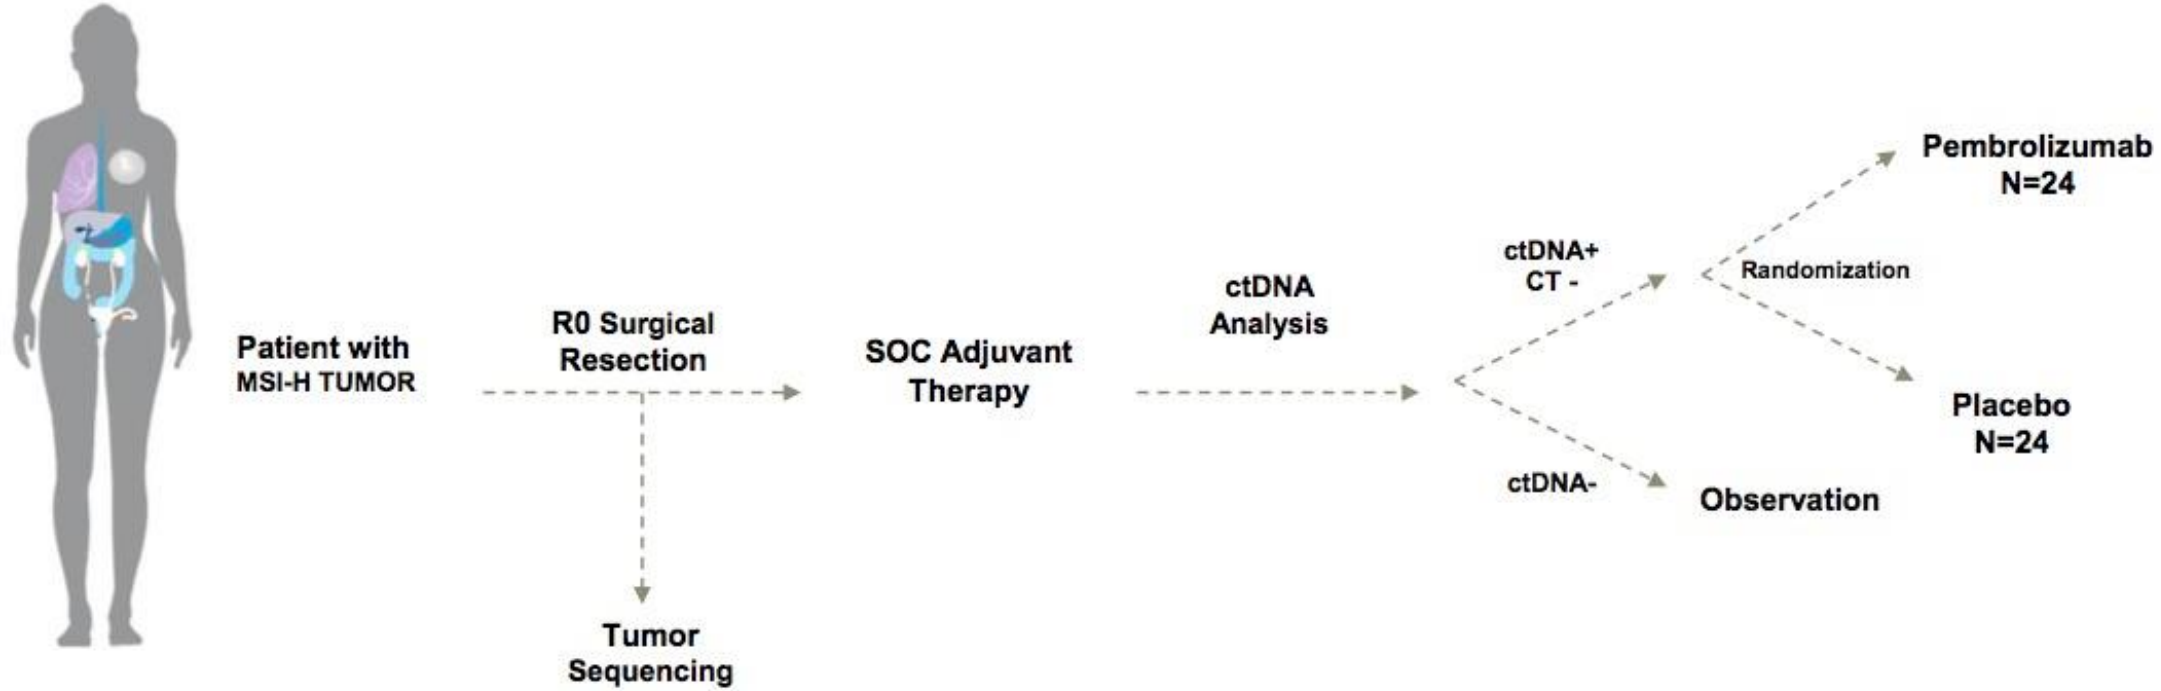 Patient with
MSI-H TUMOR
R0 Surgical
Resection
Tumor
Sequencing
SOC Adjuvant
Therapy
ctDNA
Analysis
ctDNA+
CT -
ctDNA-
Observation
Randomization
Pembrolizumab
N=24
Placebo
N=24